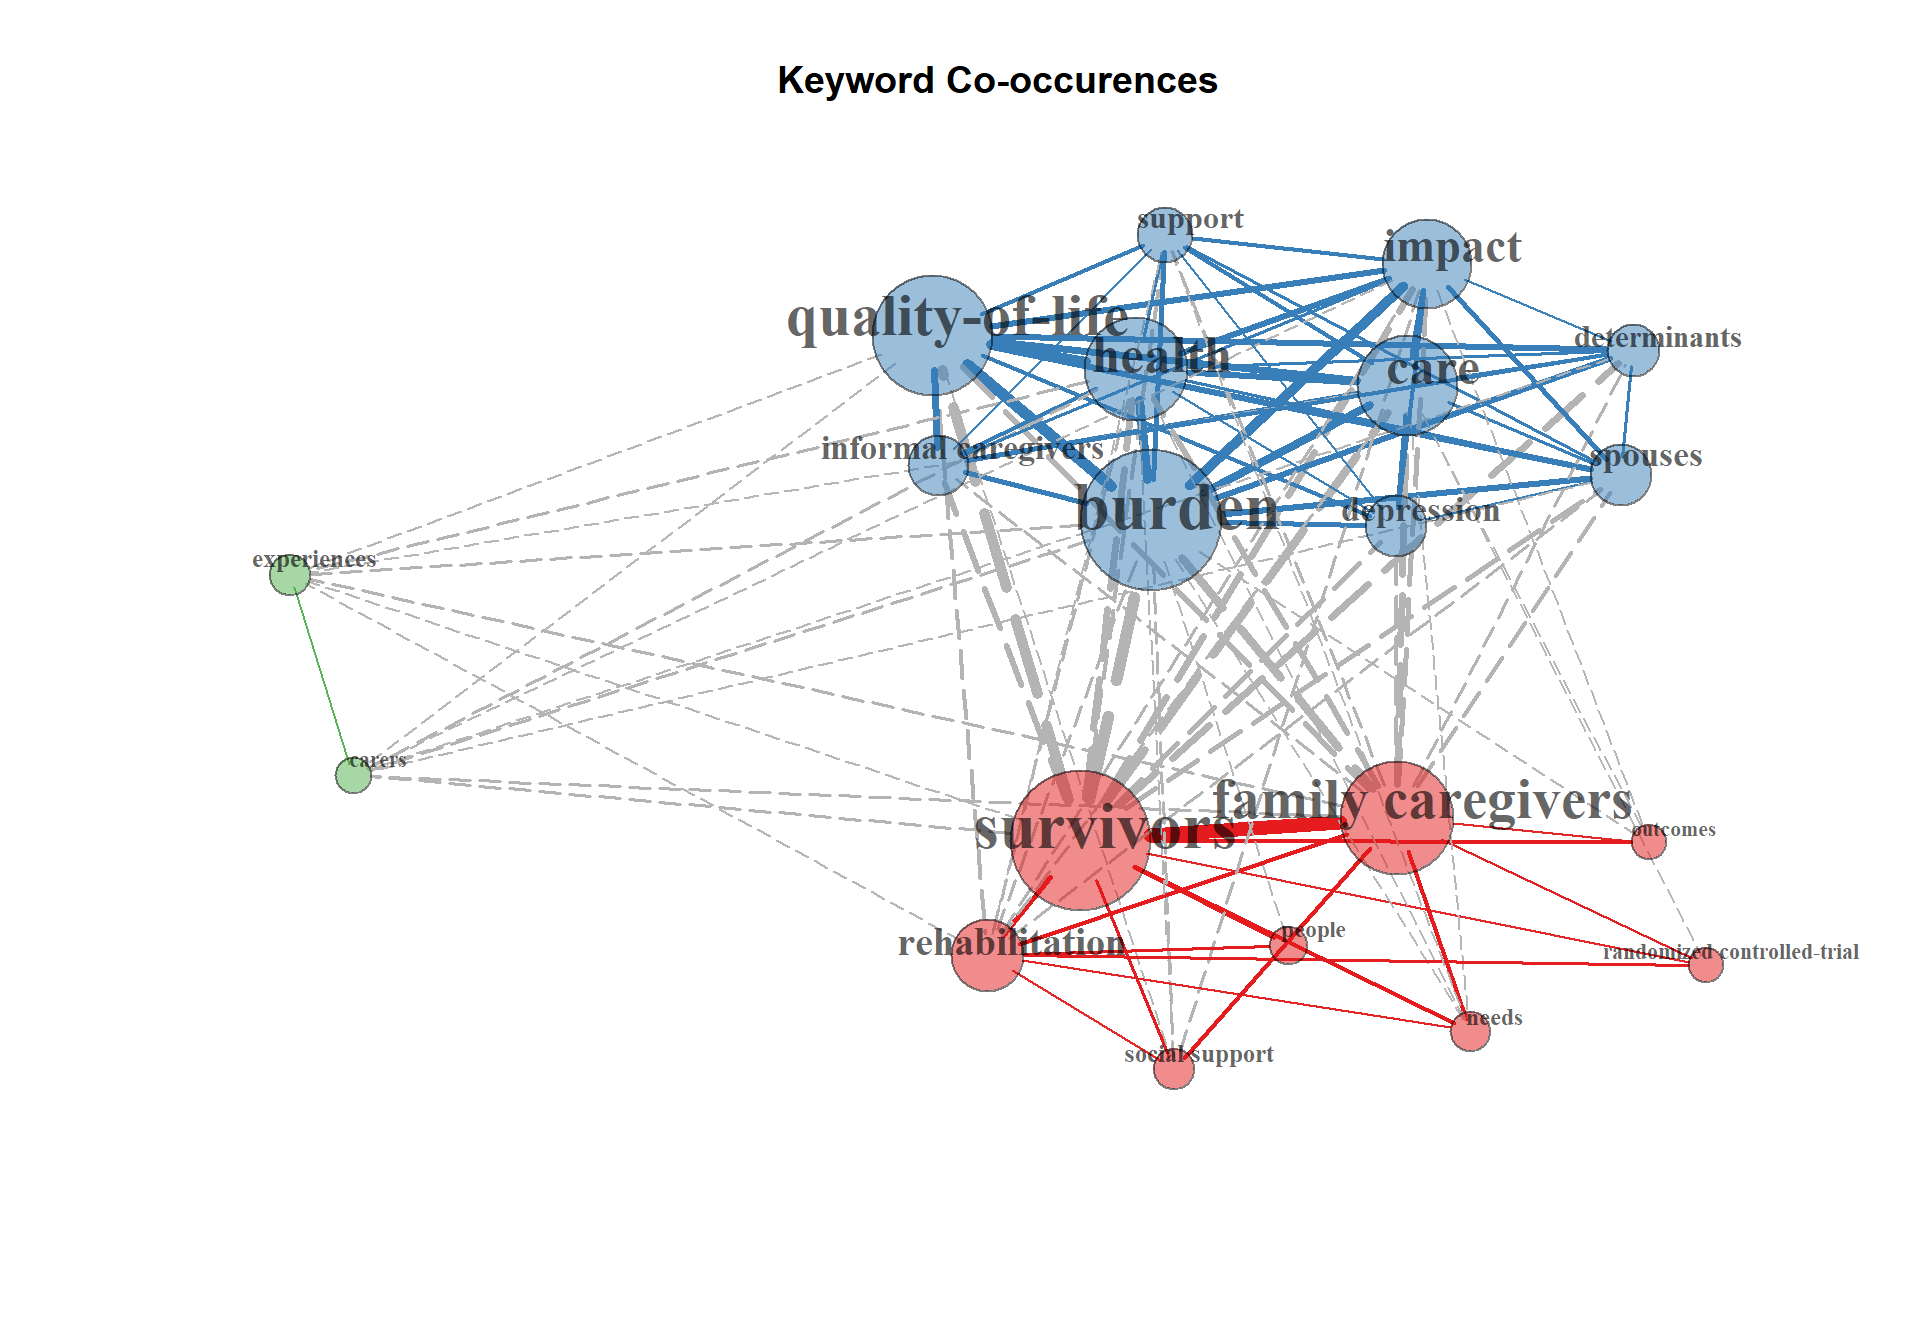 Keyword Co-occurences
support
impact
quality-of-life
health
determinants
care
informal caregivers
spouses
burden
depression
experiences
carers
family caregivers
survivors
outcomes
rehabilitation
people
randomized controlled-trial
needs
social support